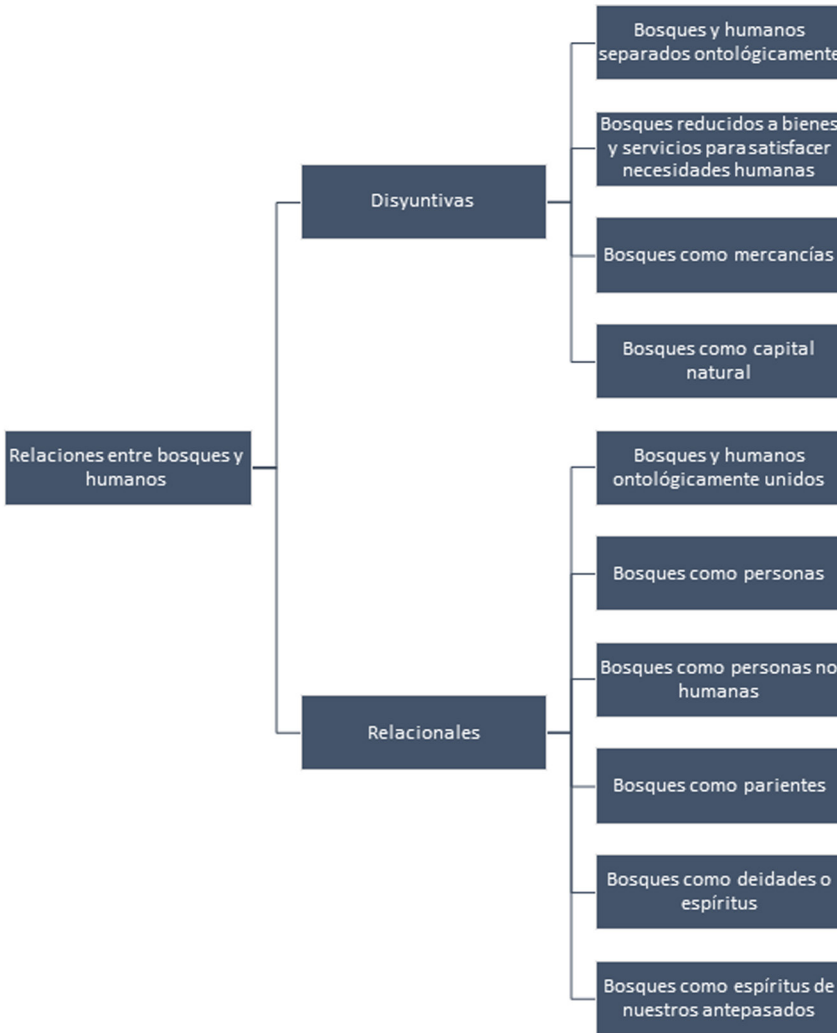 Relaciones entre bosques y
humanos
Disyuntivas
Bosques y humanos
separados ontológicamente
Bosques reducidos a bienes
y servicios para satisfacer
necesidades humanas
Bosques como mercancías
Bosques como capital
natural
Relacionales
Bosques y humanos
ontológicamente unidos
Bosques como personas
Bosques como personas no
humanas
Bosques como parientes
Bosques como deidades o
espíritus
Bosques como espíritus de
nuestros antepasados